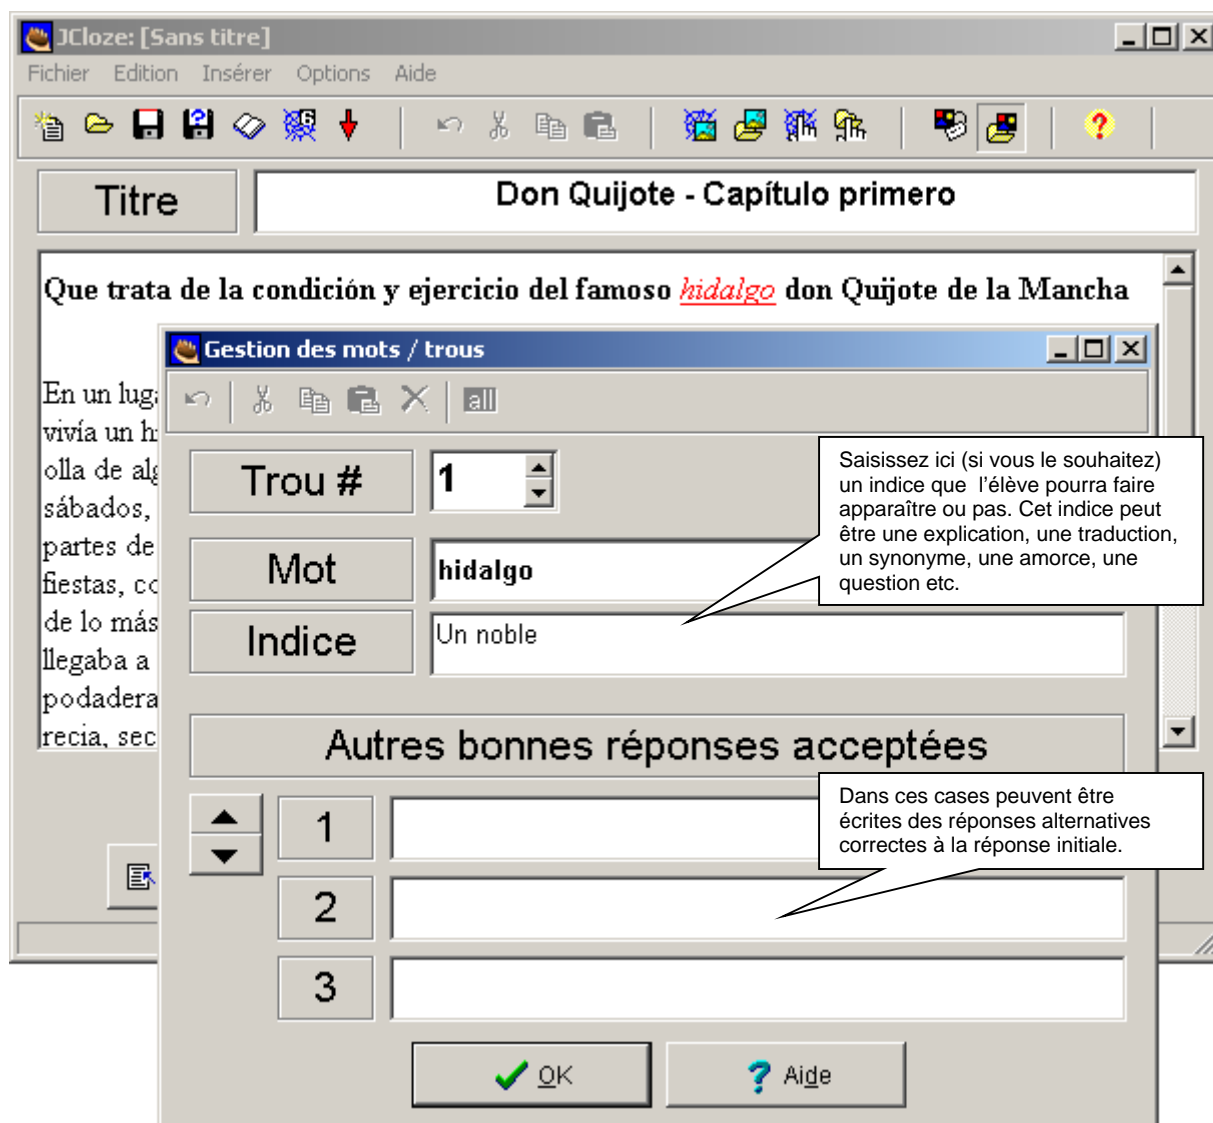 JCloze: [Sans titre]
Fichier Edition Insérer Options Aide
Titre
Don Quijote - Capítulo primero
Que trata de la condición y ejercicio del famoso hidalgo don Quijote de la Mancha
En un
vivía un
olla de
sábados,
partes de
fiestas,
de lo más
llegaba a
podadera
recia,
Gestion des mots / trous
all
Trou #
1
Mot
hidalgo
Indice
Un noble
Saisissez ici (si vous le souhaitez)
un indice que l'élève pourra faire
apparaître ou pas. Cet indice peut
être une explication, une traduction,
un synonyme, une amorce, une
question etc.
Autres bonnes réponses acceptées
1
2
3
Dans ces cases peuvent être
écrites des réponses alternatives
correctes à la réponse initiale.
OK
Aide